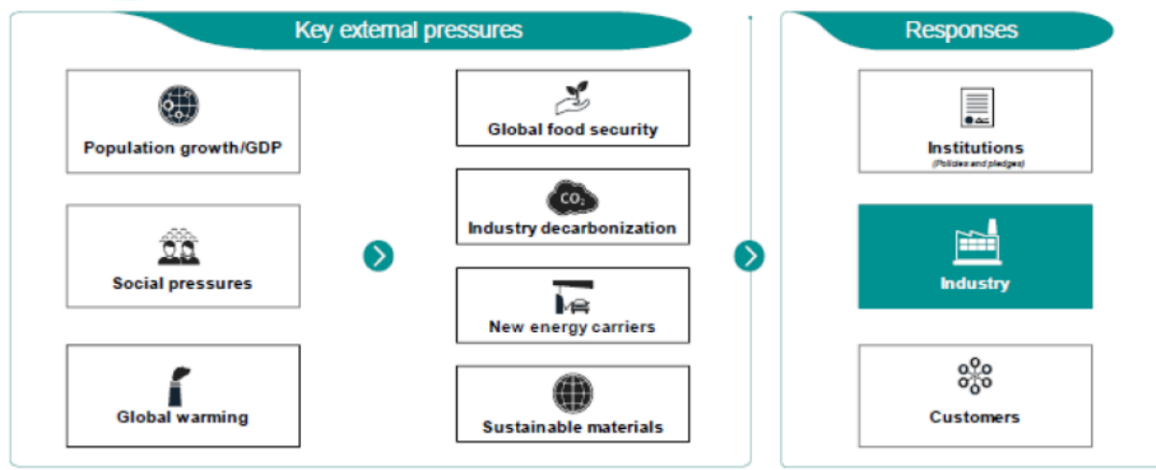 Key external pressures
Responses
Population growth/GDP
Social pressures
Global warming
Global food security
CO₂
Industry decarbonization
New energy carriers
Sustainable materials
Institutions
(Policies and pledges)
Industry
Customers